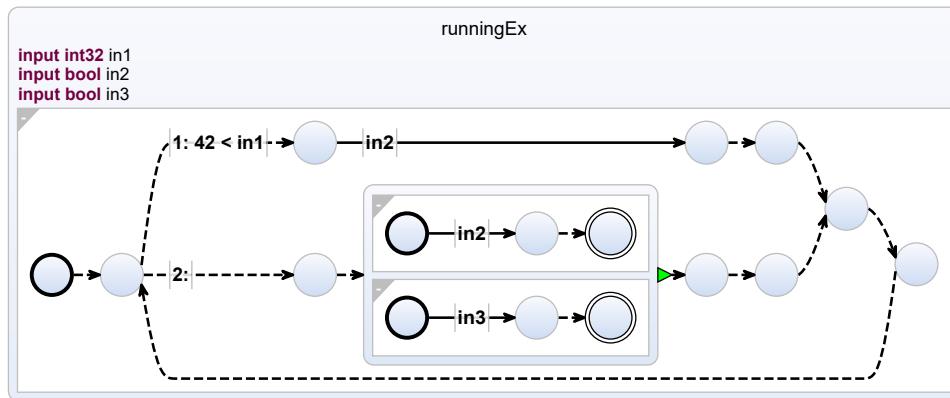 runningEx
input int32 in1
input bool in2
input bool in3
-
1: 42 < in1
in2
-
in2
2:
-
in3